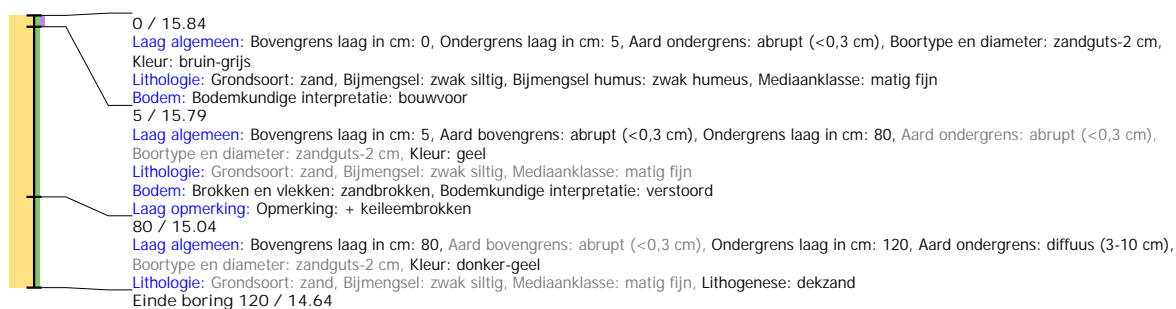 0 / 15.84
Laag algemeen: Bovengrens laag in cm: 0, Ondergrens laag in cm: 5, Aard ondergrens: abrupt (<0,3 cm), Boortype en diameter: zandguts-2 cm,
Kleur: bruin-grijs
Lithologie: Grondsoort: zand, Bijmengsel: zwak siltig, Bijmengsel humus: zwak humeus, Mediaanklasse: matig fijn
Bodem: Bodemkundige interpretatie: bouwvoor
5 / 15.79
Laag algemeen: Bovengrens laag in cm: 5, Aard bovengrens: abrupt (<0,3 cm), Ondergrens laag in cm: 80, Aard ondergrens: abrupt (<0,3 cm),
Boortype en diameter: zandguts-2 cm, Kleur: geel
Lithologie: Grondsoort: zand, Bijmengsel: zwak siltig, Mediaanklasse: matig fijn
Bodem: Brokken en vlekken: zandbrokken, Bodemkundige interpretatie: verstoord
Laag opmerking: Opmerking: + keileembrokken
80 / 15.04
Laag algemeen: Bovengrens laag in cm: 80, Aard bovengrens: abrupt (<0,3 cm), Ondergrens laag in cm: 120, Aard ondergrens: diffuus (3-10 cm),
Boortype en diameter: zandguts-2 cm, Kleur: donker-geel
Lithologie: Grondsoort: zand, Bijmengsel: zwak siltig, Mediaanklasse: matig fijn, Lithogenese: dekzand
Einde boring 120 / 14.64